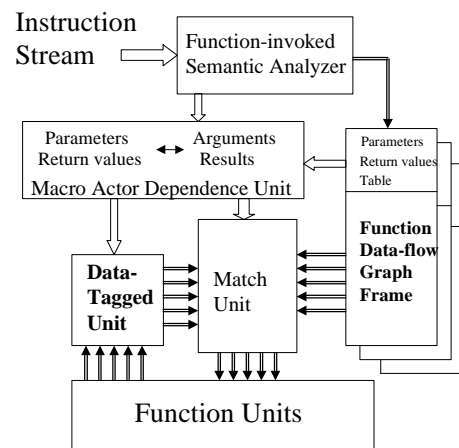 Instruction
Stream
Function-invoked
Semantic Analyzer
Parameters Arguments
Return values Results
Macro Actor Dependence Unit
Parameters
Return values
Table
Function
Data-flow
Graph
Frame
Data-
Tagged
Unit
Match
Unit
Function Units